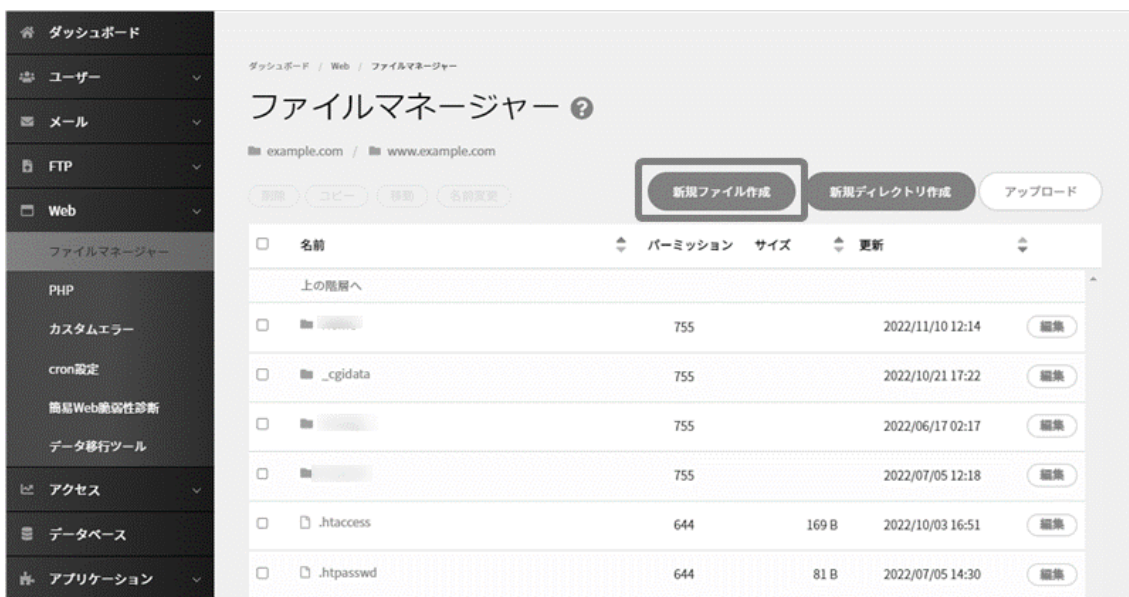 ダッシュボード
ユーザー
メール
FTP
Web
ファイルマネージャー
PHP
カスタムエラー
cron設定
簡易Web脆弱性診断
データ移行ツール
アクセス
データベース
アプリケーション
ダッシュボード / Web / ファイルマネージャー
ファイルマネージャー ?
example.com / www.example.com
削除 コピー 移動 名前変更 新規ファイル作成 新規ディレクトリ作成 アップロード
名前 パーミッション サイズ 更新
上の階層へ
755 2022/11/10 12:14 編集
_cgidata 755 2022/10/21 17:22 編集
755 2022/06/17 02:17 編集
755 2022/07/05 12:18 編集
.htaccess 644 169 B 2022/10/03 16:51 編集
.htpasswd 644 81 B 2022/07/05 14:30 編集